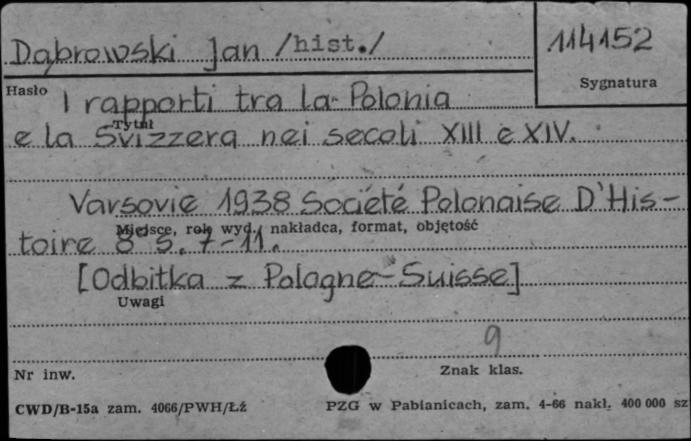 Dąbrowski Jan /hist./
114152
Sygnatura
Hasło
I rapporti tra la Polonia
Tytuł
e la Svizzera nei secoli XIII e XIV.
Varsovie 1938 Société Polonaise D'His-
Miejsce, rok wyd., nakładca, format, objętość
toire 8° S. 7-11.
[Odbitka z Pologne-Suisse]
Uwagi
9
Nr inw.
Znak klas.
CWD/B-15a zam. 4066/PWH/Łż
PZG w Pabianicach, zam. 4-66 nakł. 400 000 sz